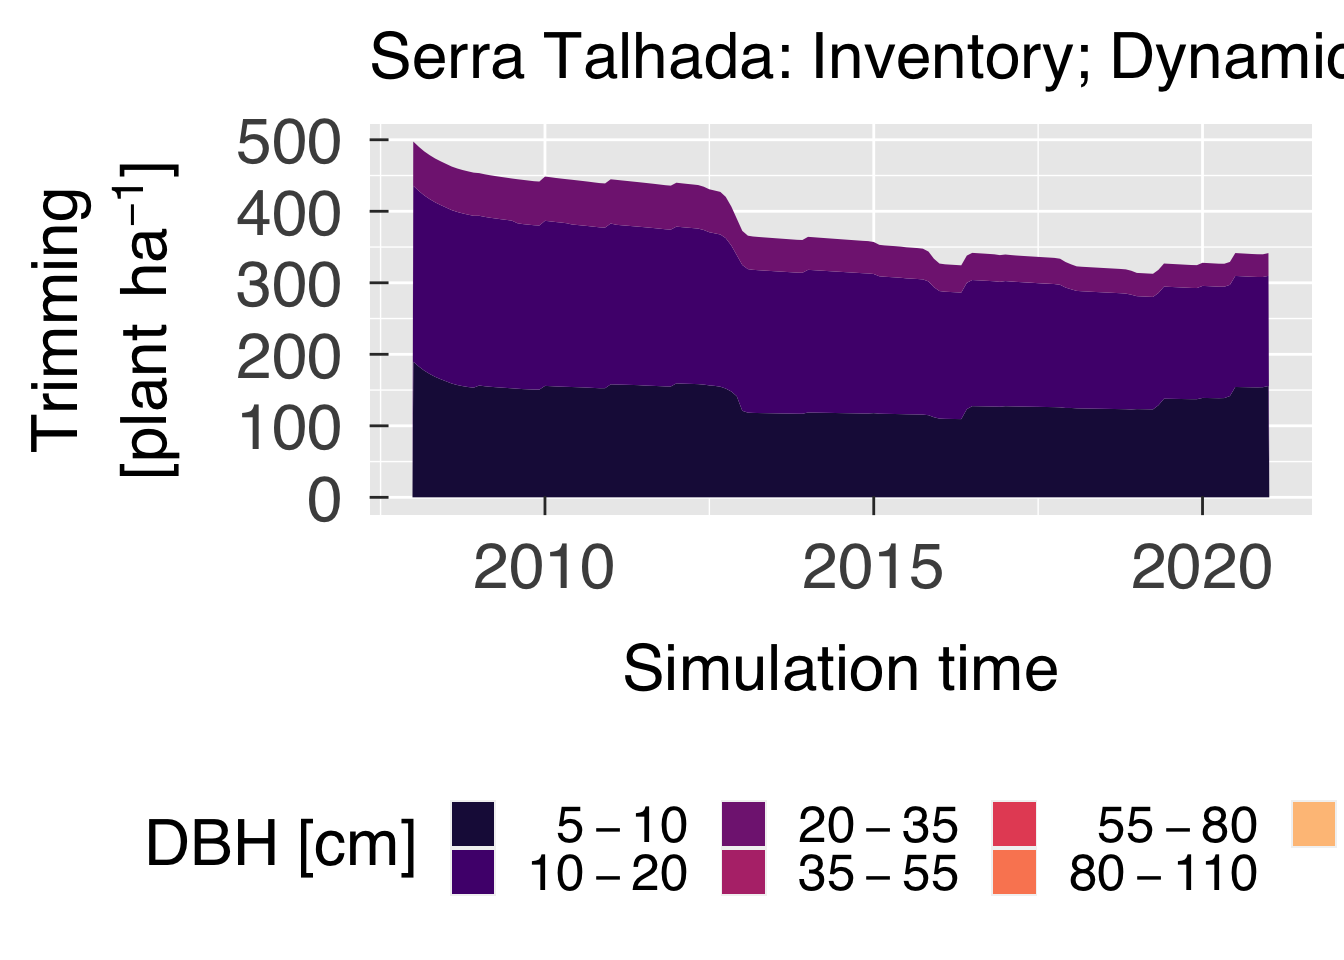 Serra Talhada: Inventory; Dynamic
Trimming
[plant ha⁻¹]
500
400
300
200
100
0
2010 2015 2020
Simulation time
DBH [cm]
5 – 10 20 – 35 55 – 80
10 – 20 35 – 55 80 – 110